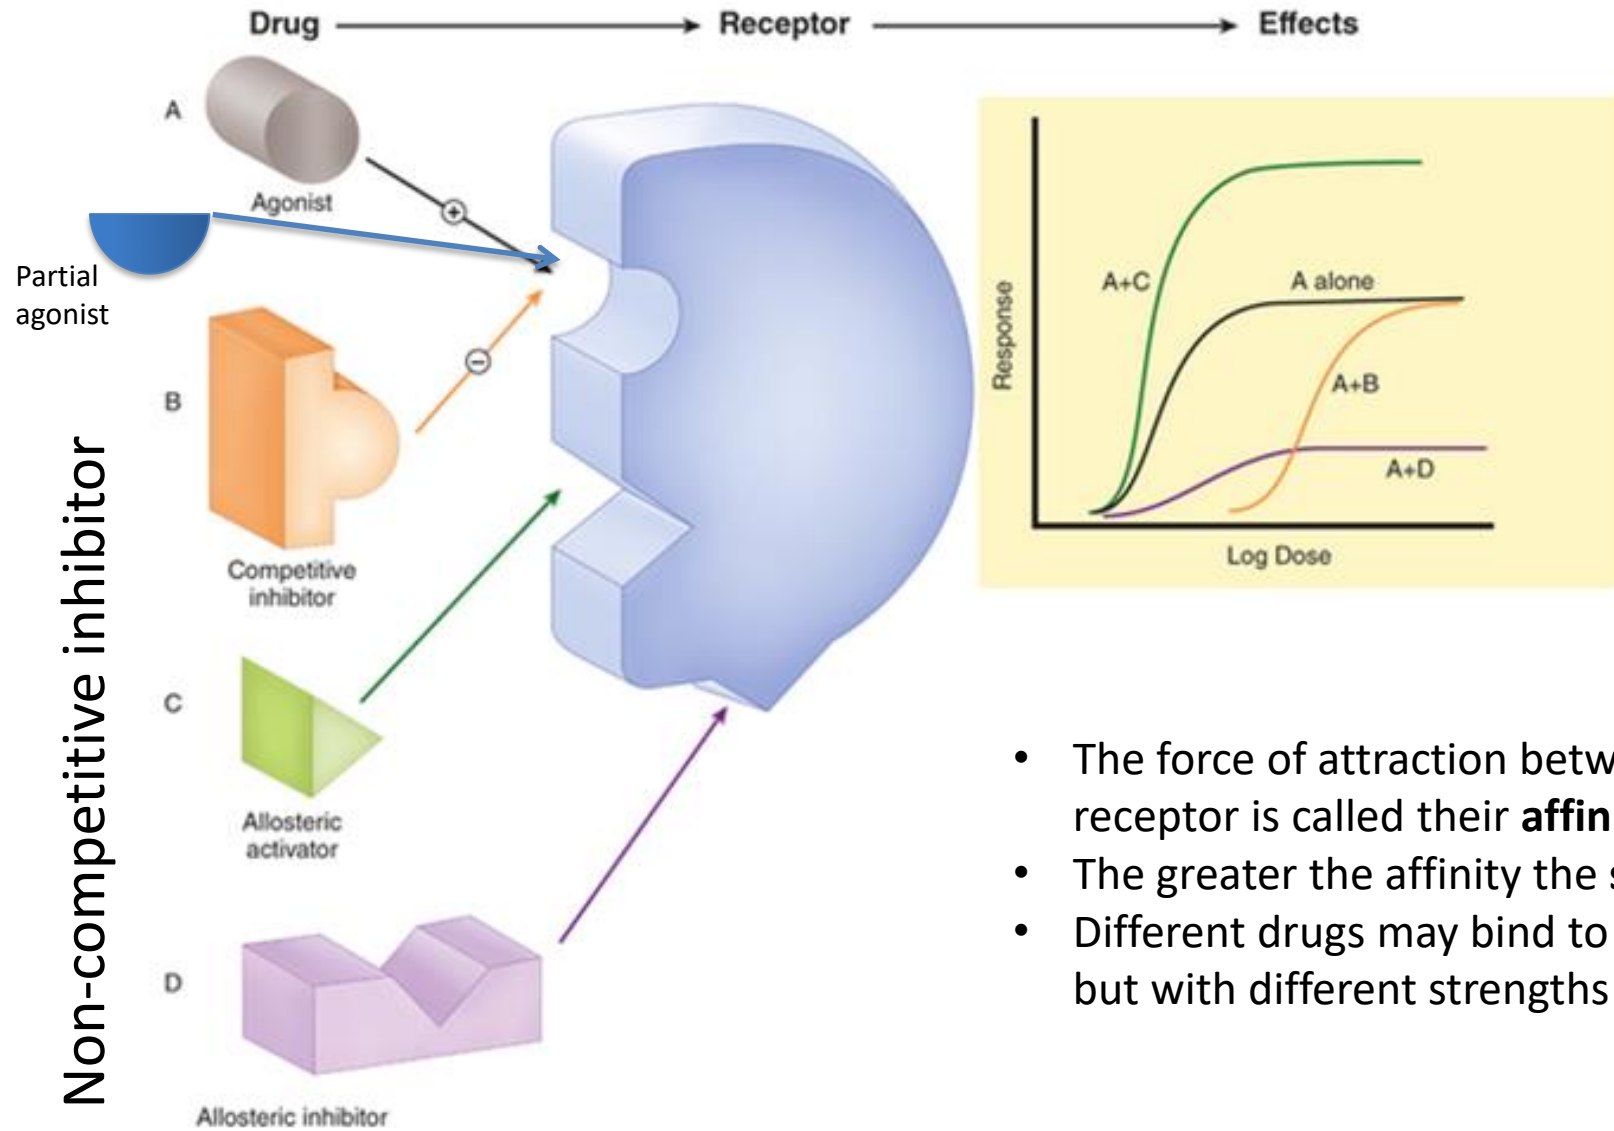 Drug
Receptor
Effects
A
Agonist
+
Partial
agonist
B
−
Competitive
inhibitor
Non-competitive inhibitor
C
Allosteric
activator
D
Allosteric inhibitor
Response
A+C
A alone
A+B
A+D
Log Dose
• The force of attraction
receptor is called their
• The greater the affinity the
• Different drugs may bind to
but with different strengths